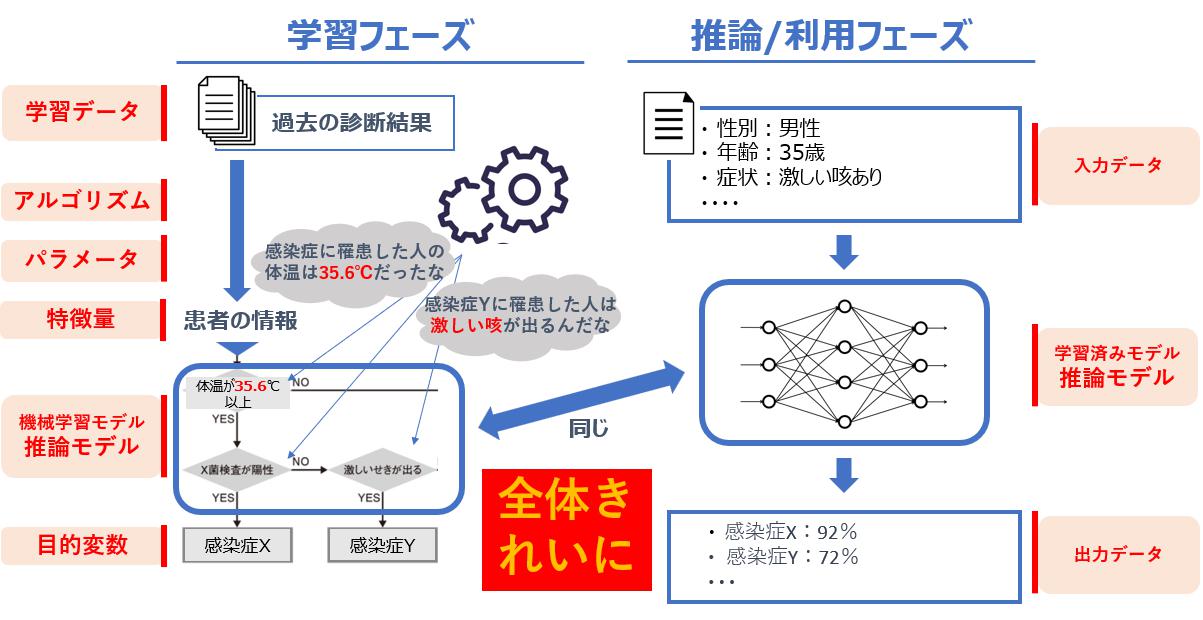 学習フェーズ
推論/利用フェーズ
学習データ
アルゴリズム
パラメータ
特徴量
機械学習モデル
推論モデル
目的変数
過去の診断結果
感染症に罹患した人の
体温は35.6℃だったな
感染症Yに罹患した人は
激しい咳が出るんだな
患者の情報
体温が35.6℃
以上
NO
YES
X菌検査が陽性
NO
激しいせきが出る
YES
YES
感染症X
感染症Y
同じ
全体き
れいに
・ 性別：男性
・ 年齢：35歳
・ 症状：激しい咳あり
・・・・
・ 感染症X：92％
・ 感染症Y：72％
・・・
入力データ
学習済みモデル
推論モデル
出力データ